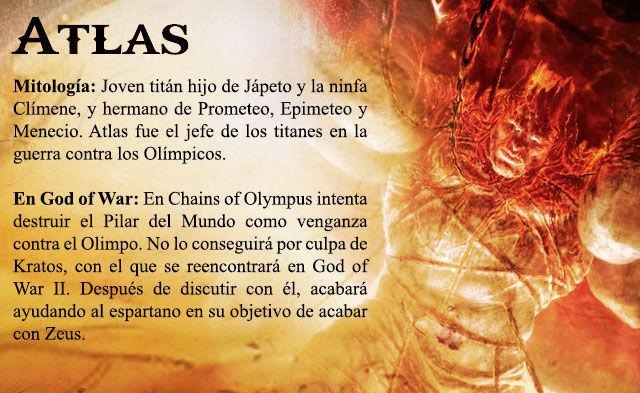 ATLAS
Mitología: Joven titán hijo de Jápeto y la ninfa
Clímene, y hermano de Prometeo, Epimeteo y
Menecio. Atlas fue el jefe de los titanes en la
guerra contra los Olímpicos.
En God of War: En Chains of Olympus intenta
destruir el Pilar del Mundo como venganza
contra el Olimpo. No lo conseguirá por culpa de
Kratos, con el que se reencontrará en God of
War II. Después de discutir con él, acabará
ayudando al espartano en su objetivo de acabar
con Zeus.